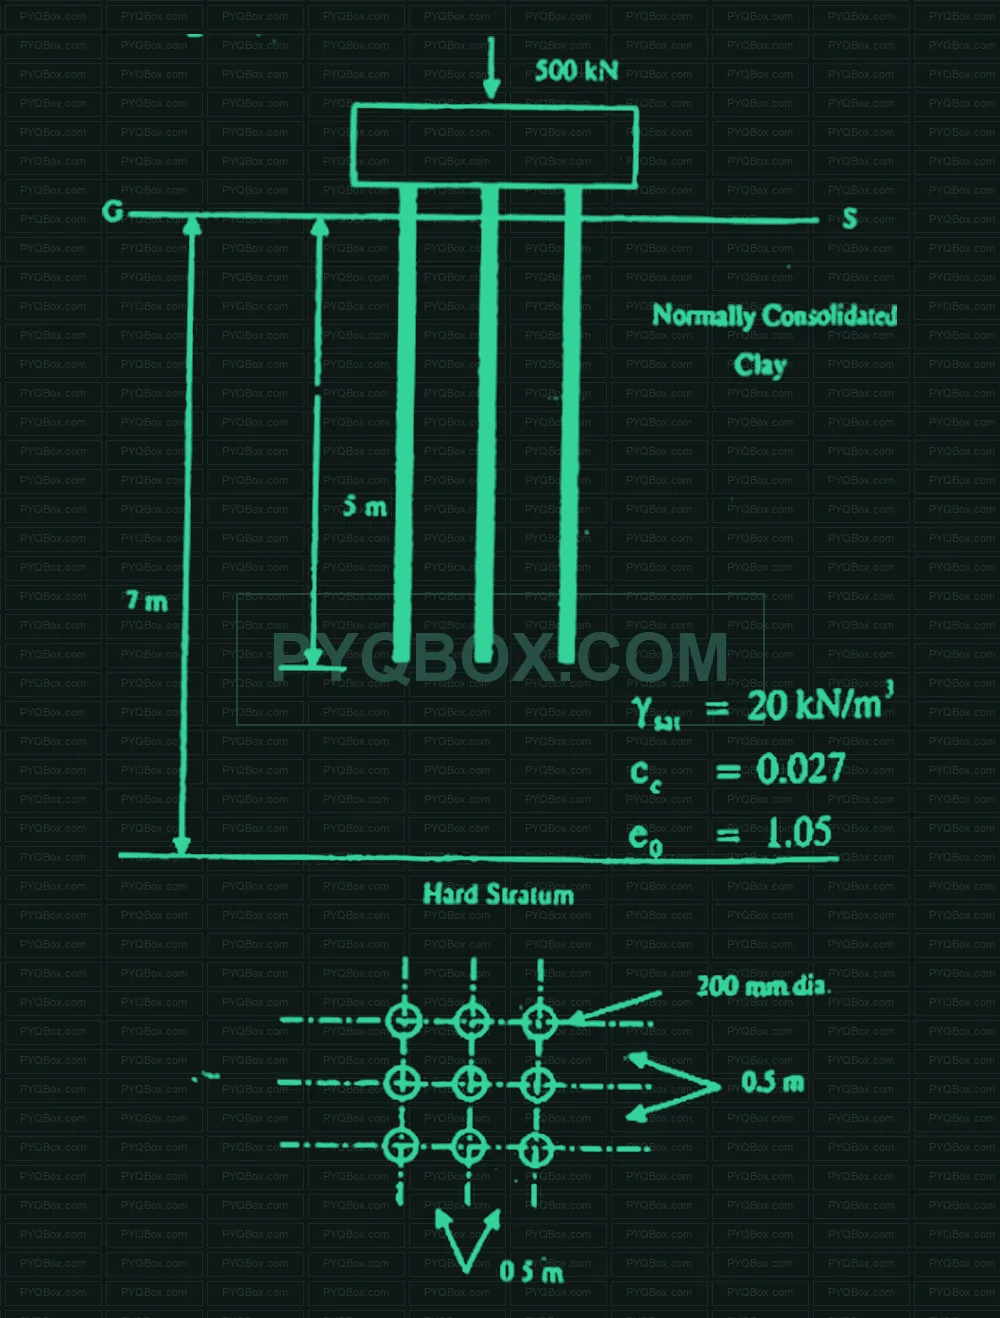 500 kN
G
S
Normally Consolidated
Clay
5 m
7 m
PYQBOX.COM
γsat = 20 kN/m³
cc = 0.027
e0 = 1.05
Hard Stratum
200 mm dia.
0.5 m
0 5 m